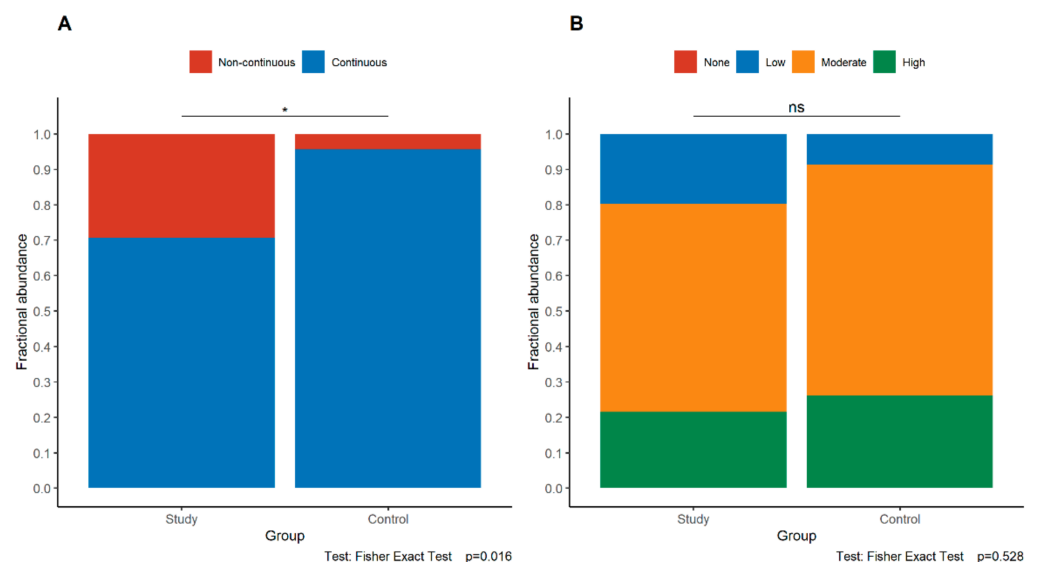 A
Non-continuous Continuous
*
1.0
0.9
0.8
0.7
0.6
0.5
0.4
0.3
0.2
0.1
0.0
Fractional abundance
Study Control
Group
Test: Fisher Exact Test p=0.016
B
None Low Moderate High
ns
1.0
0.9
0.8
0.7
0.6
0.5
0.4
0.3
0.2
0.1
0.0
Fractional abundance
Study Control
Group
Test: Fisher Exact Test p=0.528